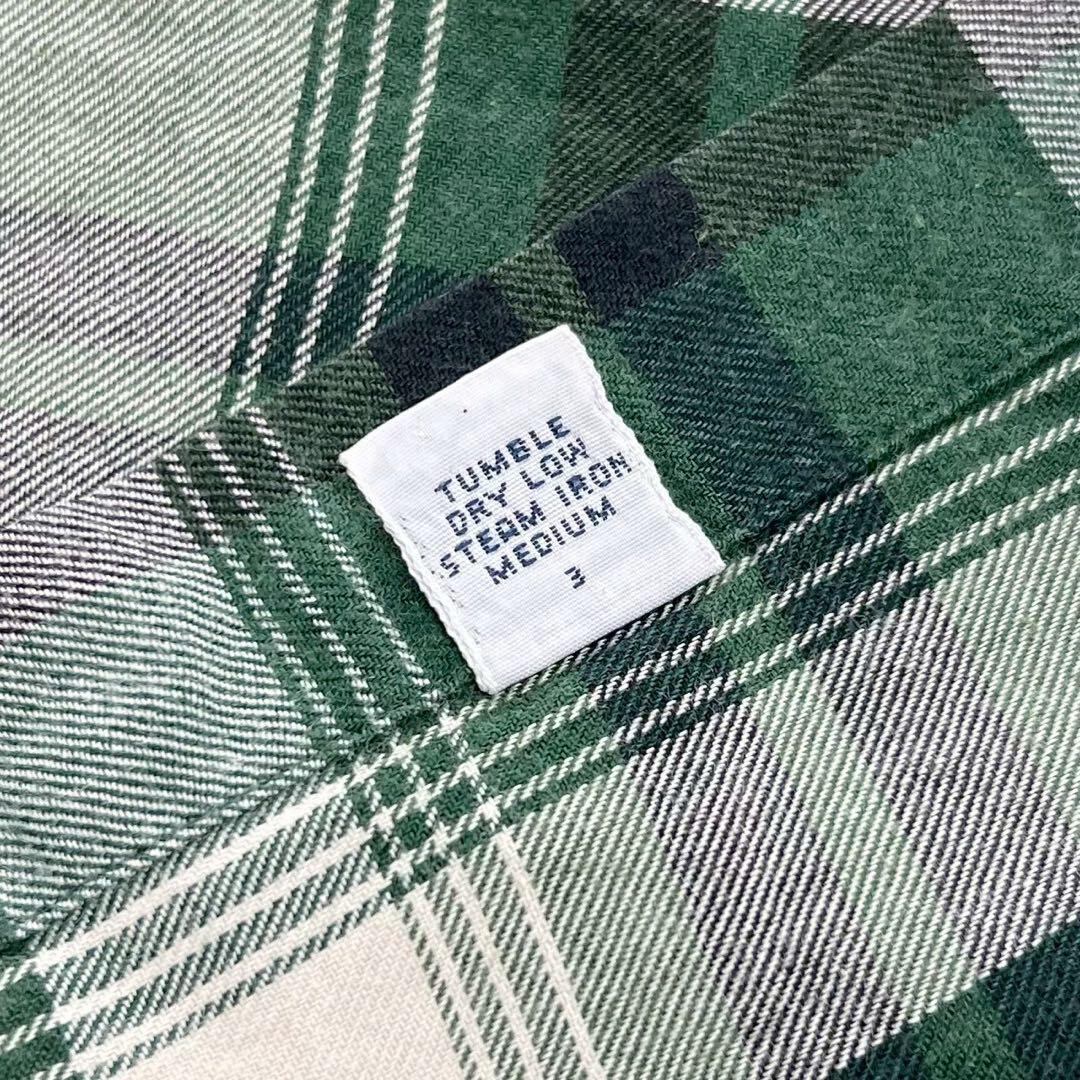 TUMBLE
DRY LOW
STEAM IRON
MEDIUM
3